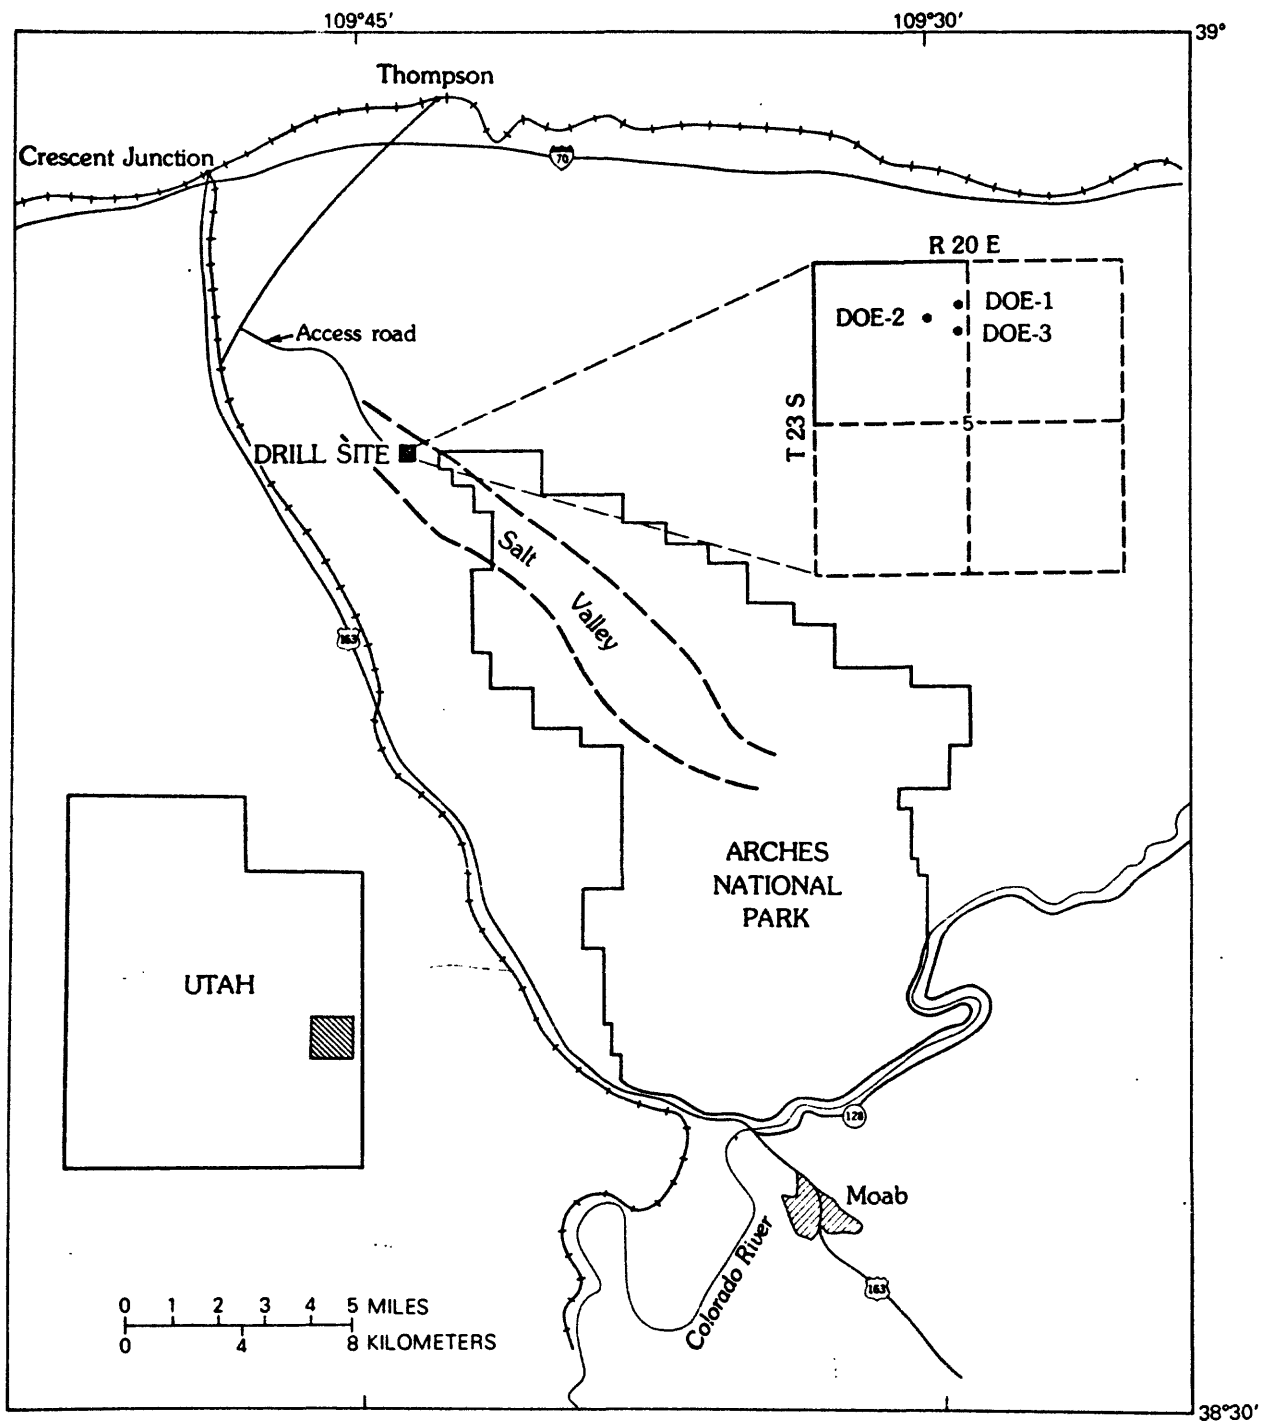 109°45′
109°30′
39°
Thompson
Crescent Junction
70
R 20 E
DOE-1
DOE-2
DOE-3
Access road
T 23 S
5
DRILL SITE
Salt
Valley
163
ARCHES
NATIONAL
PARK
UTAH
128
Moab
Colorado River
163
0 1 2 3 4 5 MILES
0 4 8 KILOMETERS
38°30′